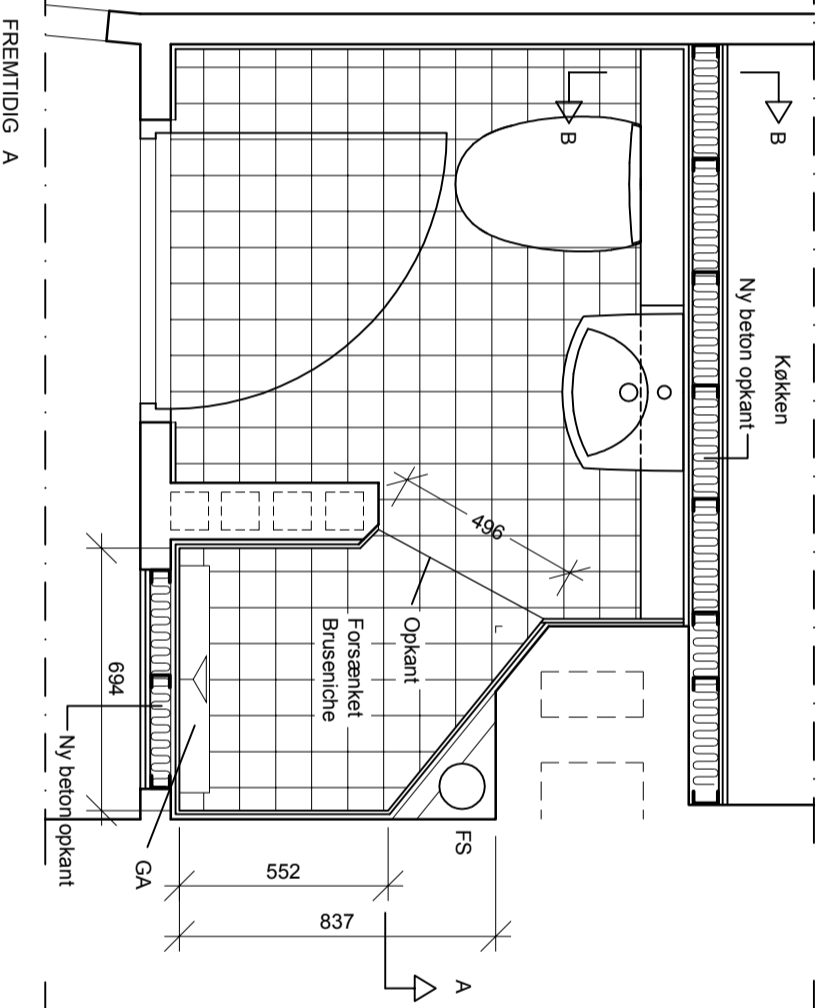 B
B
Køkken
Ny beton opkant
496
Opkant
Forsænket
Bruseniche
694
Ny beton opkant
GA
FS
552
837
A
FREMTIDIG A